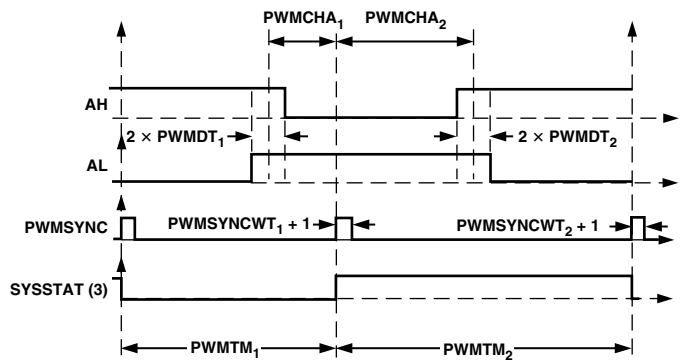 PWMCHA₁ PWMCHA₂
AH
2 × PWMDT₁ 2 × PWMDT₂
AL
PWMSYNC PWMSYNCWT₁ + 1 PWMSYNCWT₂ + 1
SYSSTAT (3)
PWMTM₁ PWMTM₂